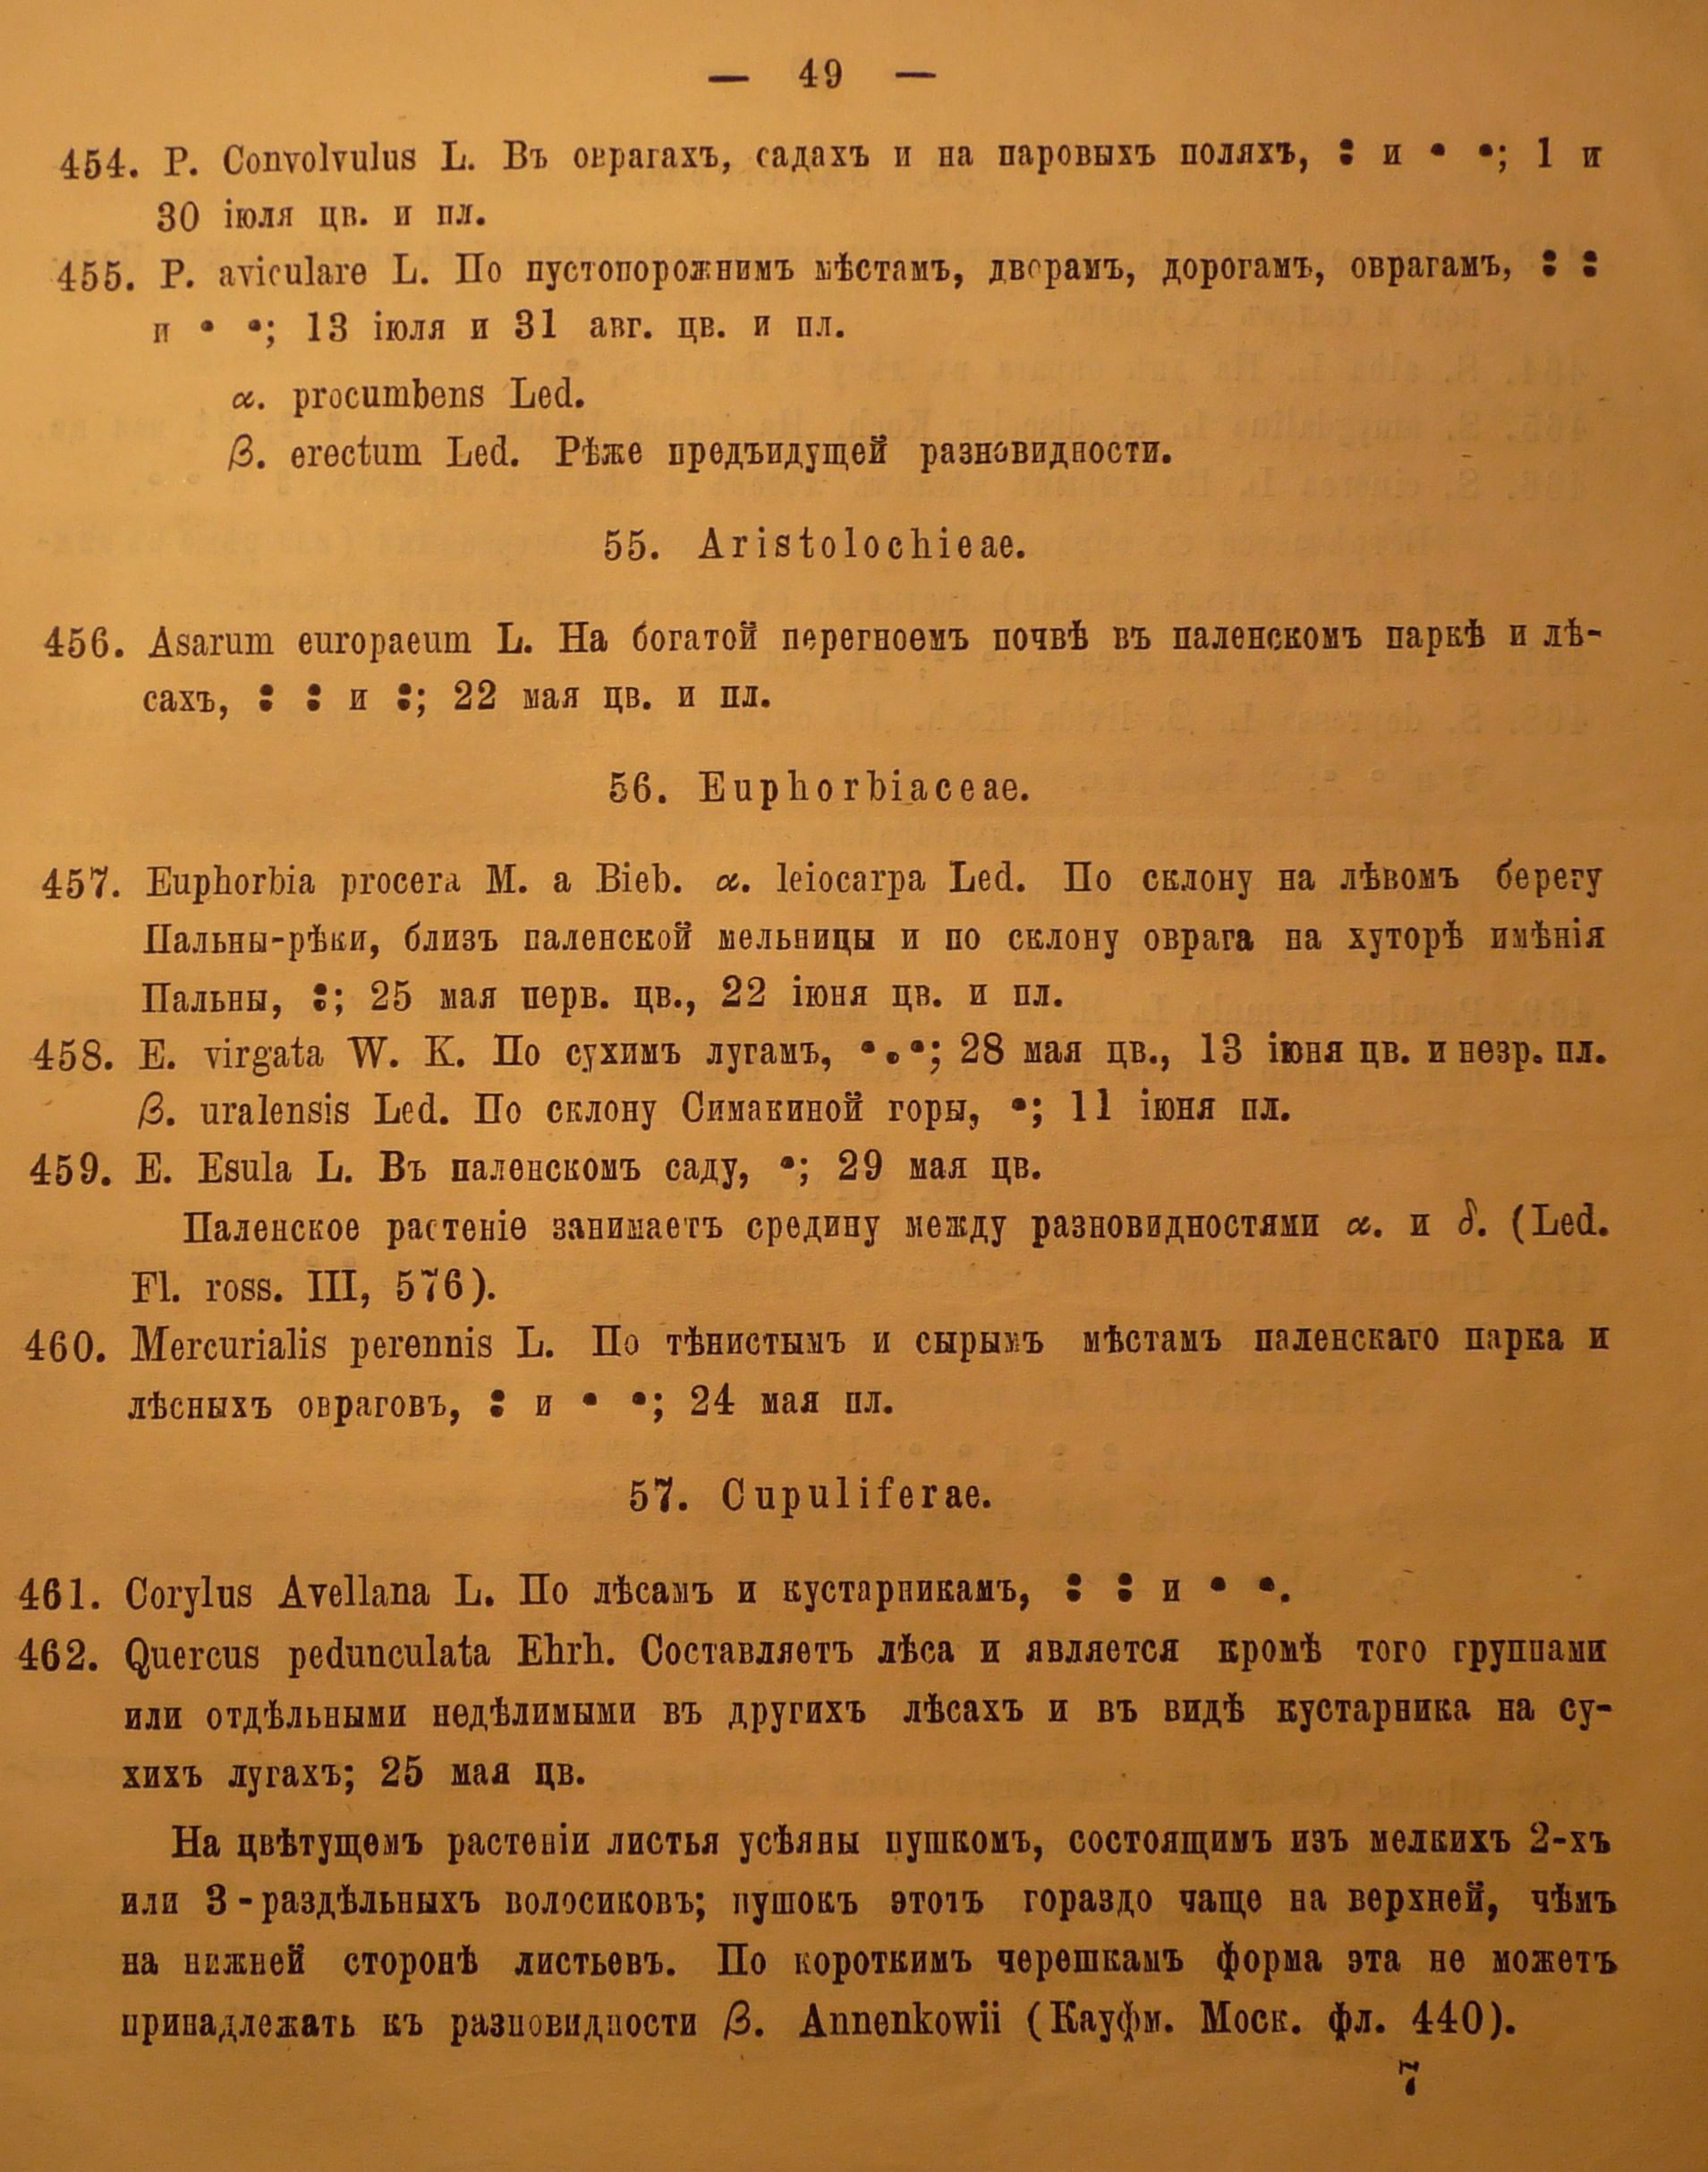 — 49 —
454. P. Convolvulus L. Въ оврагахъ, садахъ и на паровыхъ поляхъ, : и • •; 1 и
30 іюля цв. и пл.
455. P. aviculare L. По пустопорожнимъ мѣстамъ, дворамъ, дорогамъ, оврагамъ, : :
и • •; 13 іюля и 31 авг. цв. и пл.
α. procumbens Led.
β. erectum Led. Рѣже предъидущей разновидности.
55. Aristolochieae.
456. Asarum europaeum L. На богатой перегноемъ почвѣ въ паленскомъ паркѣ и лѣ-
сахъ, : : и :; 22 мая цв. и пл.
56. Euphorbiaceae.
457. Euphorbia procera M. a Bieb. α. leiocarpa Led. По склону на лѣвомъ берегу
Пальны-рѣки, близъ паленской мельницы и по склону оврага на хуторѣ имѣнія
Пальны, :; 25 мая перв. цв., 22 іюня цв. и пл.
458. E. virgata W. K. По сухимъ лугамъ, •.•; 28 мая цв., 13 іюня цв. и незр. пл.
β. uralensis Led. По склону Симакиной горы, •; 11 іюня пл.
459. E. Esula L. Въ паленскомъ саду, •; 29 мая цв.
Паленское растеніе занимаетъ средину между разновидностями α. и δ. (Led.
Fl. ross. III, 576).
460. Mercurialis perennis L. По тѣнистымъ и сырымъ мѣстамъ паленскаго парка и
лѣсныхъ овраговъ, : и • •; 24 мая пл.
57. Cupuliferae.
461. Corylus Avellana L. По лѣсамъ и кустарникамъ, : : и • •.
462. Quercus pedunculata Ehrh. Составляетъ лѣса и является кромѣ того группами
или отдѣльными недѣлимыми въ другихъ лѣсахъ и въ видѣ кустарника на су-
хихъ лугахъ; 25 мая цв.
На цвѣтущемъ растеніи листья усѣяны пушкомъ, состоящимъ изъ мелкихъ 2-хъ
или 3-раздѣльныхъ волосиковъ; пушокъ этотъ гораздо чаще на верхней, чѣмъ
на нижней сторонѣ листьевъ. По короткимъ черешкамъ форма эта не можетъ
принадлежать къ разновидности β. Annenkowii (Кауфм. Моск. фл. 440).
7